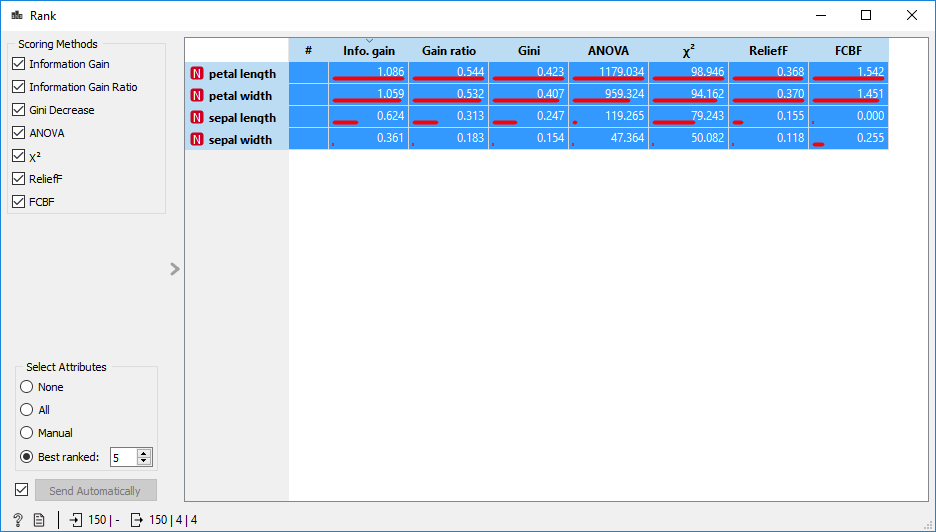 Rank
Scoring Methods
Information Gain
Information Gain Ratio
Gini Decrease
ANOVA
χ²
ReliefF
FCBF
Select Attributes
None
All
Manual
Best ranked: 5
Send Automatically
? 150 | - 150 | 4 | 4
# Info. gain Gain ratio Gini ANOVA χ² ReliefF FCBF
N petal length 1.086 0.544 0.423 1179.034 98.946 0.368 1.542
N petal width 1.059 0.532 0.407 959.324 94.162 0.370 1.451
N sepal length 0.624 0.313 0.247 119.265 79.243 0.155 0.000
N sepal width 0.361 0.183 0.154 47.364 50.082 0.118 0.255